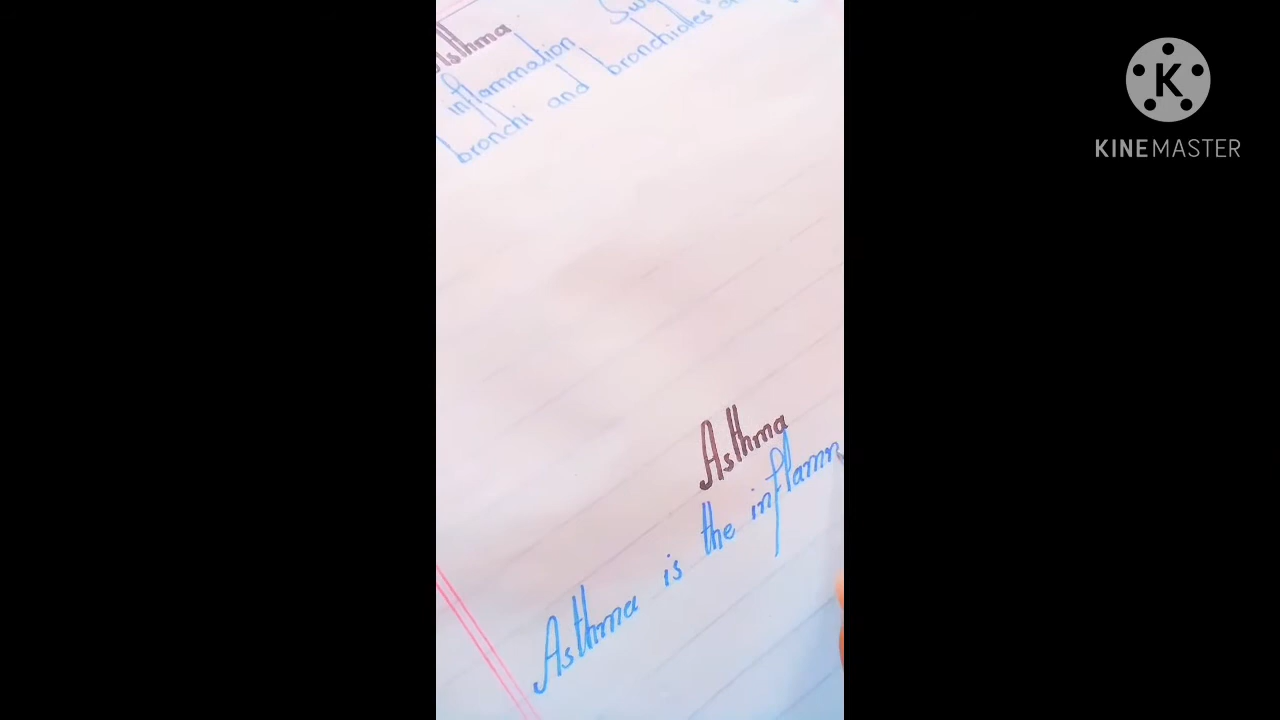 Asthma
inflammation
bronchi and bronchioles
Asthma
Asthma is the inflamm
K
KINEMASTER